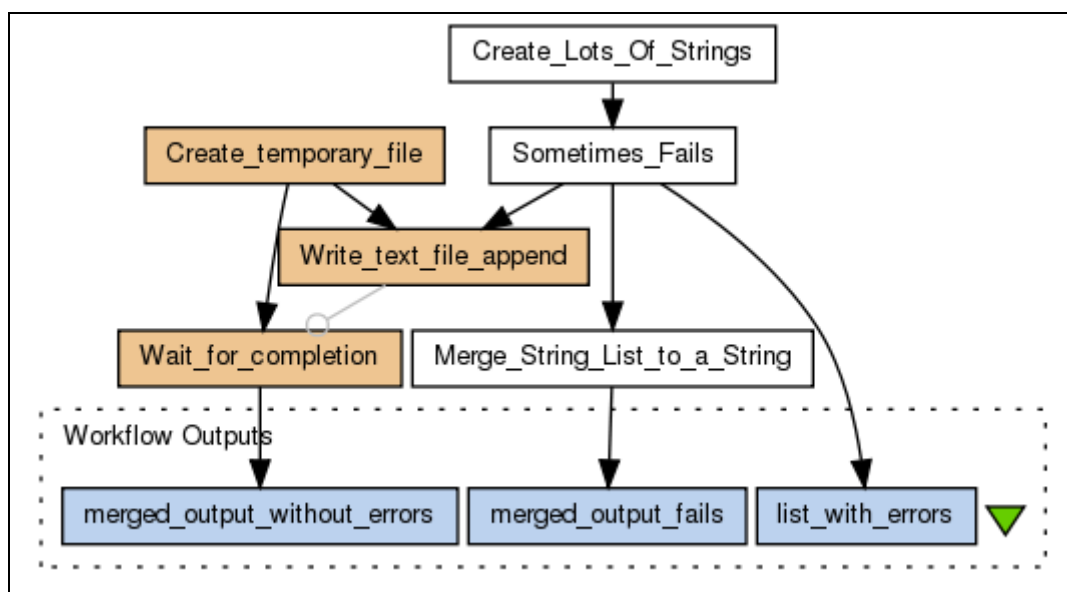 Create_Lots_Of_Strings
Create_temporary_file
Sometimes_Fails
Write_text_file_append
Wait_for_completion
Merge_String_List_to_a_String
Workflow Outputs
merged_output_without_errors
merged_output_fails
list_with_errors